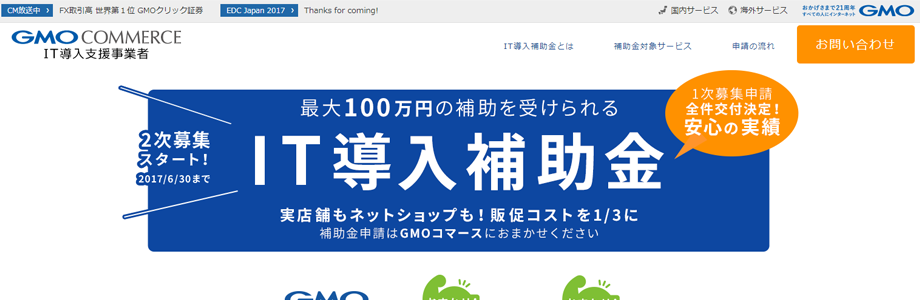 CM放送中 FX取引高 世界第1位 GMOクリック証券 EDC Japan 2017 Thanks for coming! 国内サービス 海外サービス おかげさまで21周年
すべての人にインターネット GMO
GMO COMMERCE
IT導入支援事業者
IT導入補助金とは 補助金対象サービス 申請の流れ お問い合わせ
1次募集申請
全件交付決定!
安心の実績
最大100万円の補助を受けられる
2次募集
スタート!
2017/6/30まで
IT導入補助金
実店舗もネットショップも!販促コストを1/3に
補助金申請はGMOコマースにおまかせください
GMO